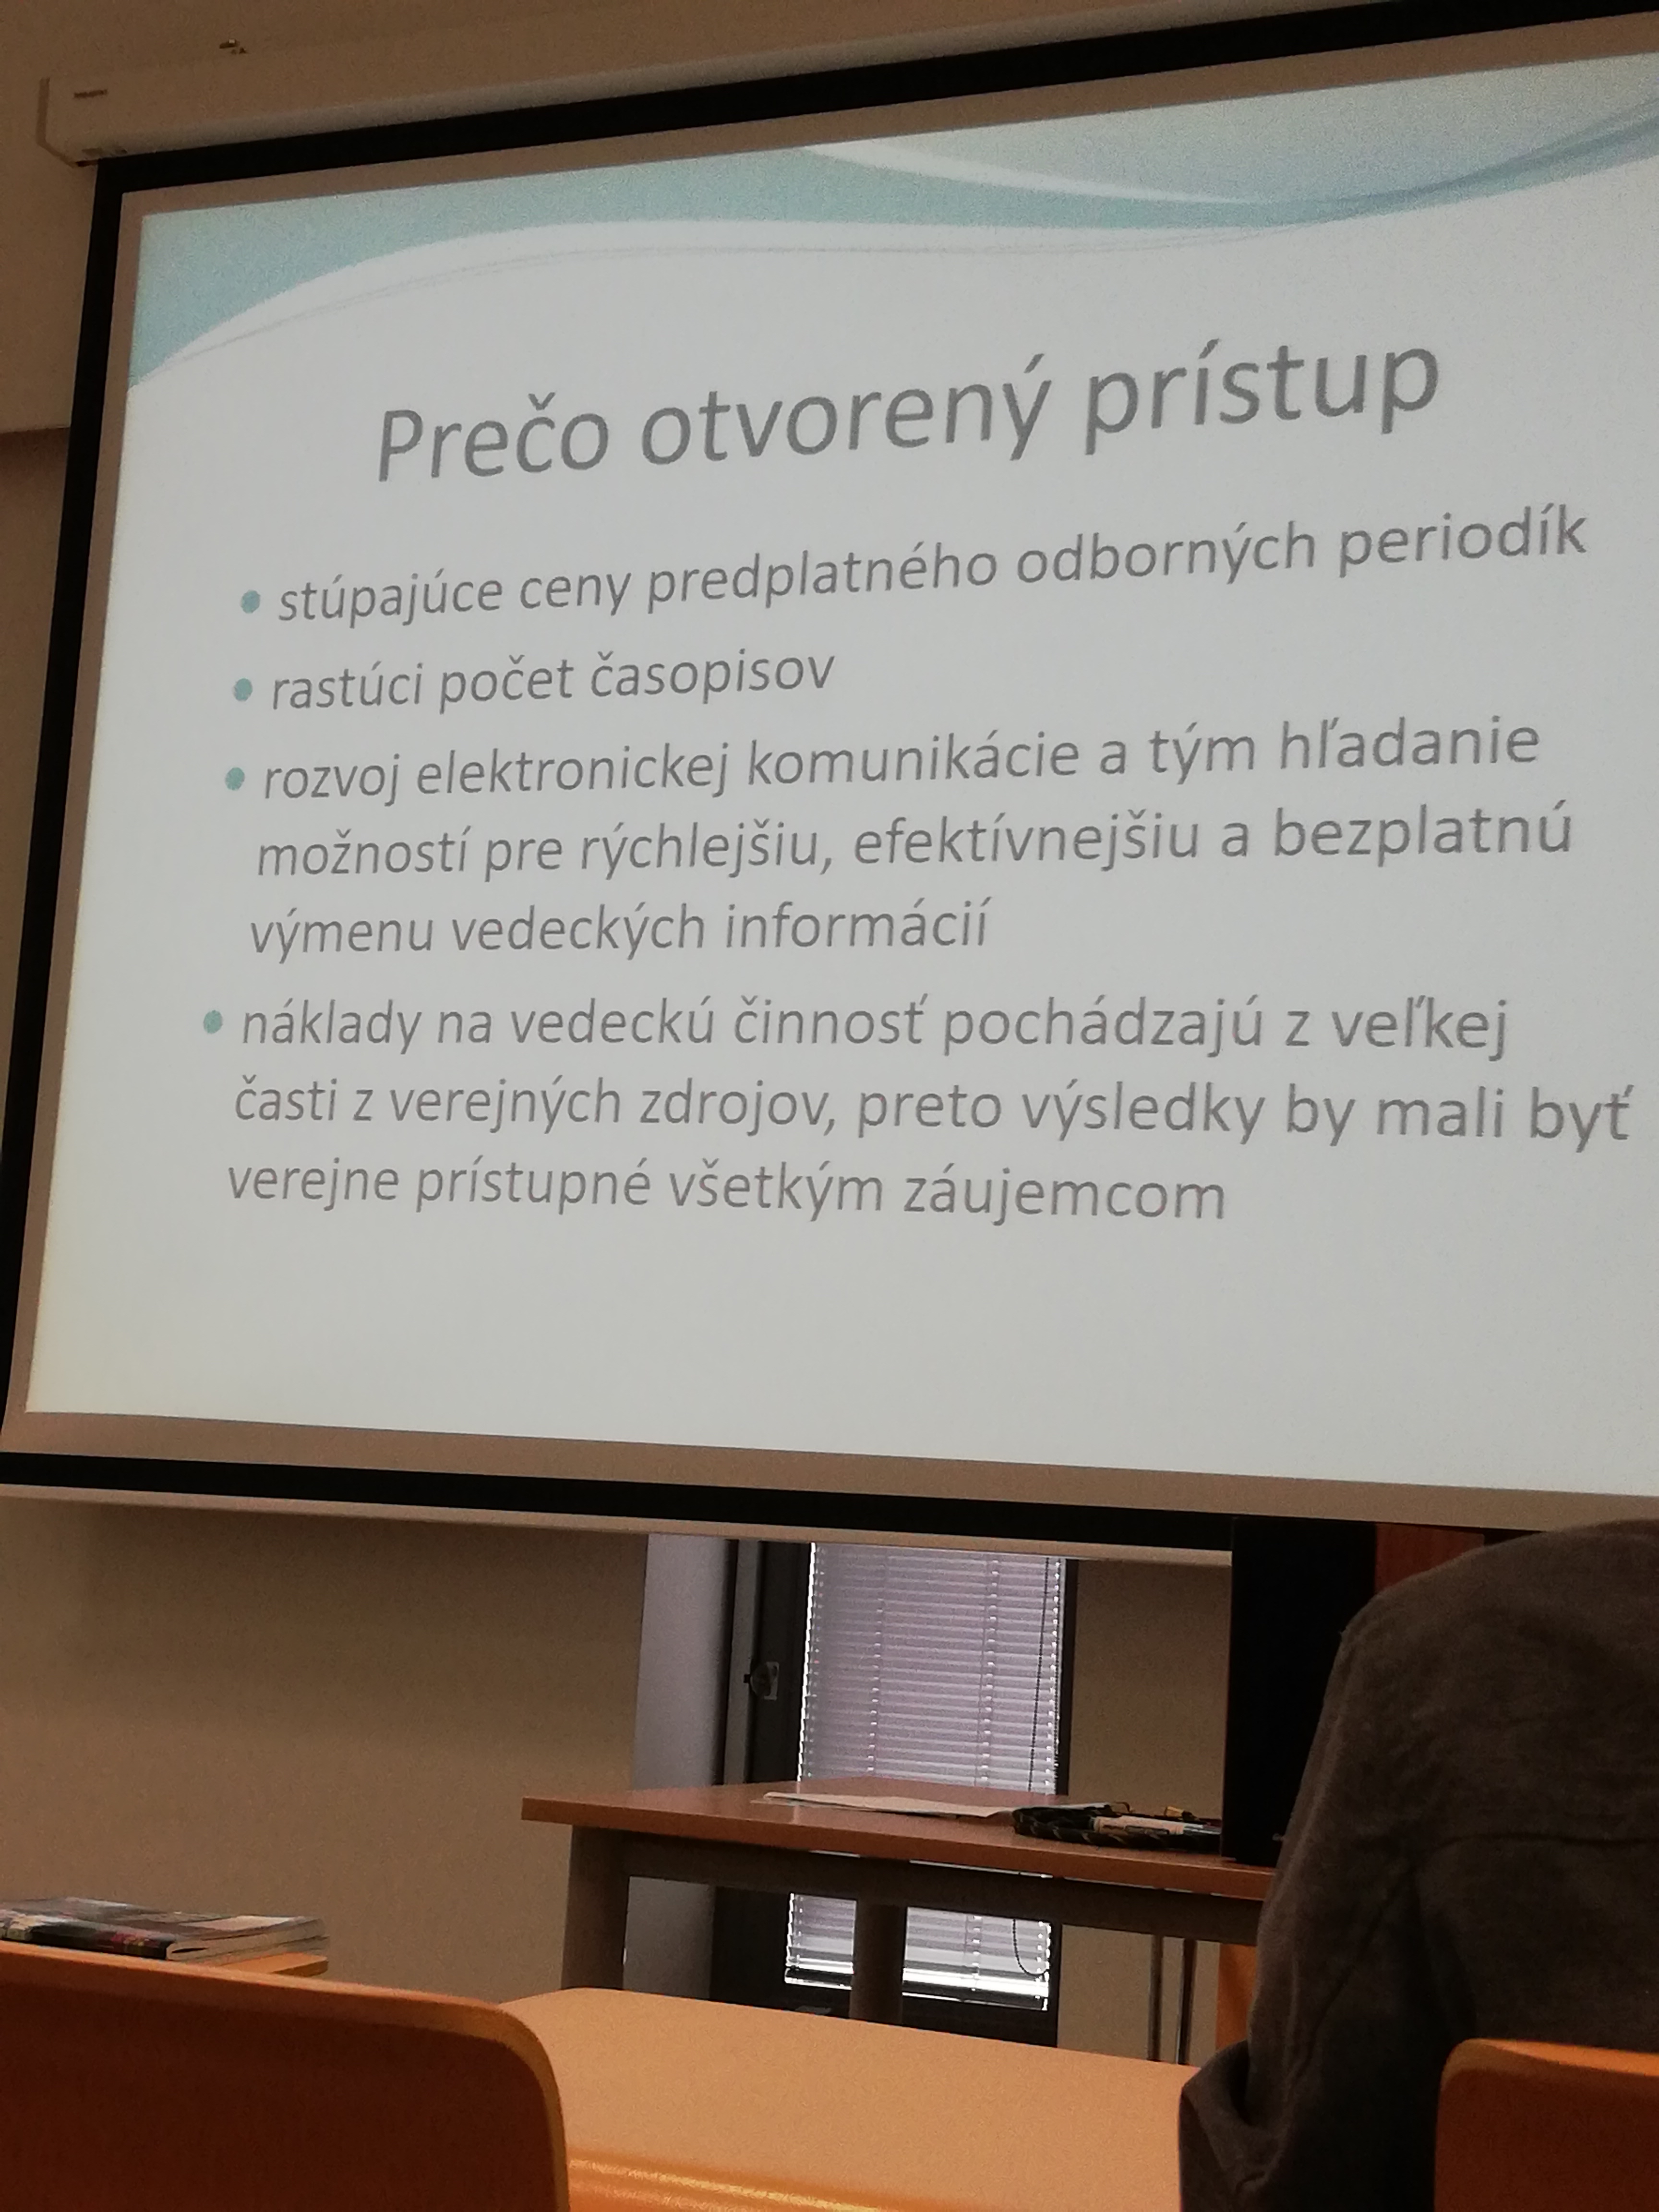 Prečo otvorený prístup
• stúpajúce ceny predplatného odborných periodík
• rastúci počet časopisov
• rozvoj elektronickej komunikácie a tým hľadanie
možností pre rýchlejšiu, efektívnejšiu a bezplatnú
výmenu vedeckých informácií
• náklady na vedeckú činnosť pochádzajú z veľkej
časti z verejných zdrojov, preto výsledky by mali byť
verejne prístupné všetkým záujemcom